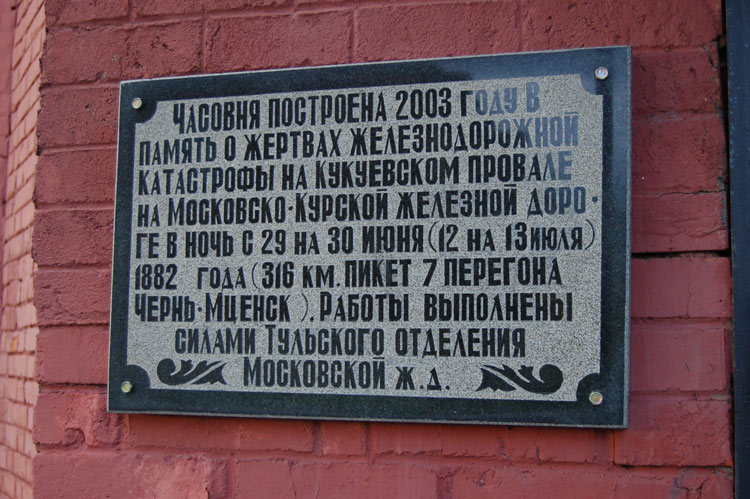 Часовня построена 2003 году в
память о жертвах железнодорожной
катастрофы на Кукуевском провале
на Московско-Курской железной доро-
ге в ночь с 29 на 30 июня (12 на 13 июля)
1882 года (316 км. пикет 7 перегона
Чернь-Мценск). Работы выполнены
силами Тульского отделения
Московской ж.д.